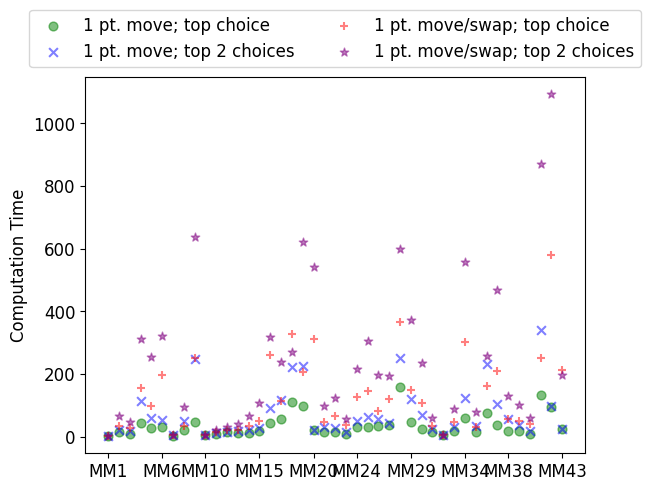 1 pt. move; top choice
1 pt. move; top 2 choices
1 pt. move/swap; top choice
1 pt. move/swap; top 2 choices
Computation Time
1000
800
600
400
200
0
MM1 MM6 MM10 MM15 MM20 MM24 MM29 MM34 MM38 MM43